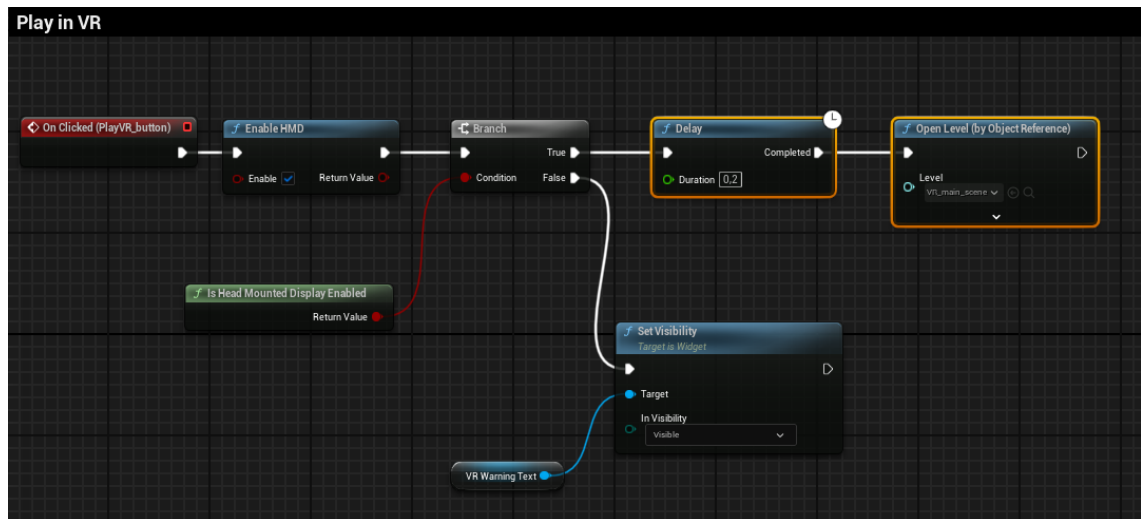 Play in VR
On Clicked (PlayVR_button)
f Enable HMD
Enable
Return Value
Branch
Condition
True
False
f Delay
Duration 0,2
Completed
f Open Level (by Object Reference)
Level
VR_main_scene
f Is Head Mounted Display Enabled
Return Value
f Set Visibility
Target is Widget
Target
In Visibility
Visible
VR Warning Text